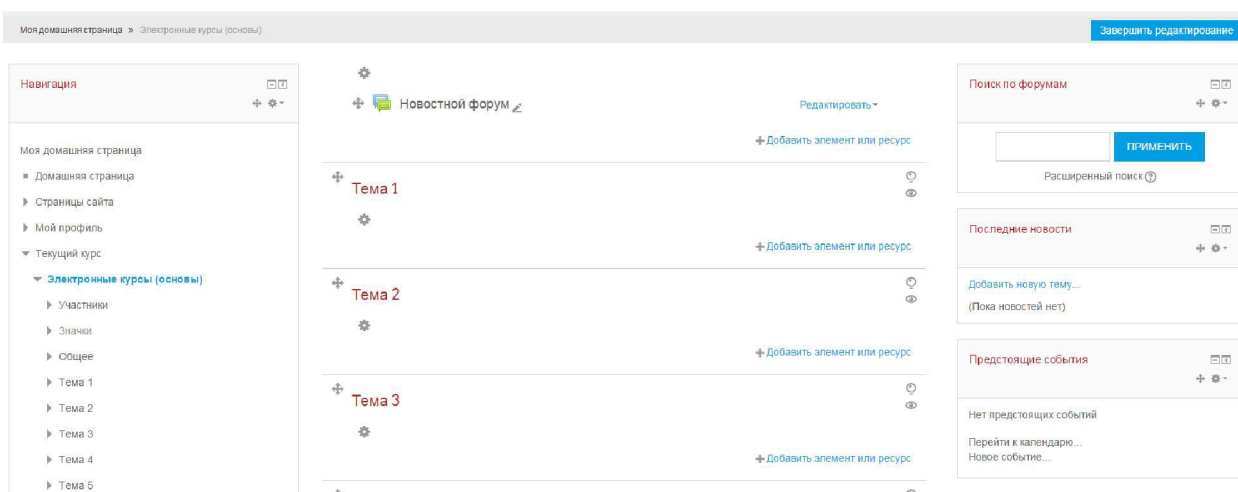 Моя домашняя страница » Электронные курсы (основы)
Завершить редактирование
Навигация
Моя домашняя страница
Домашняя страница
Страницы сайта
Мой профиль
Текущий курс
Электронные курсы (основы)
Участники
Значки
Общее
Тема 1
Тема 2
Тема 3
Тема 4
Тема 5
Новостной форум
Редактировать
Добавить элемент или ресурс
Тема 1
Добавить элемент или ресурс
Тема 2
Добавить элемент или ресурс
Тема 3
Добавить элемент или ресурс
Поиск по форумам
ПРИМЕНИТЬ
Расширенный поиск
Последние новости
Добавить новую тему...
(Пока новостей нет)
Предстоящие события
Нет предстоящих событий
Перейти к календарю...
Новое событие...